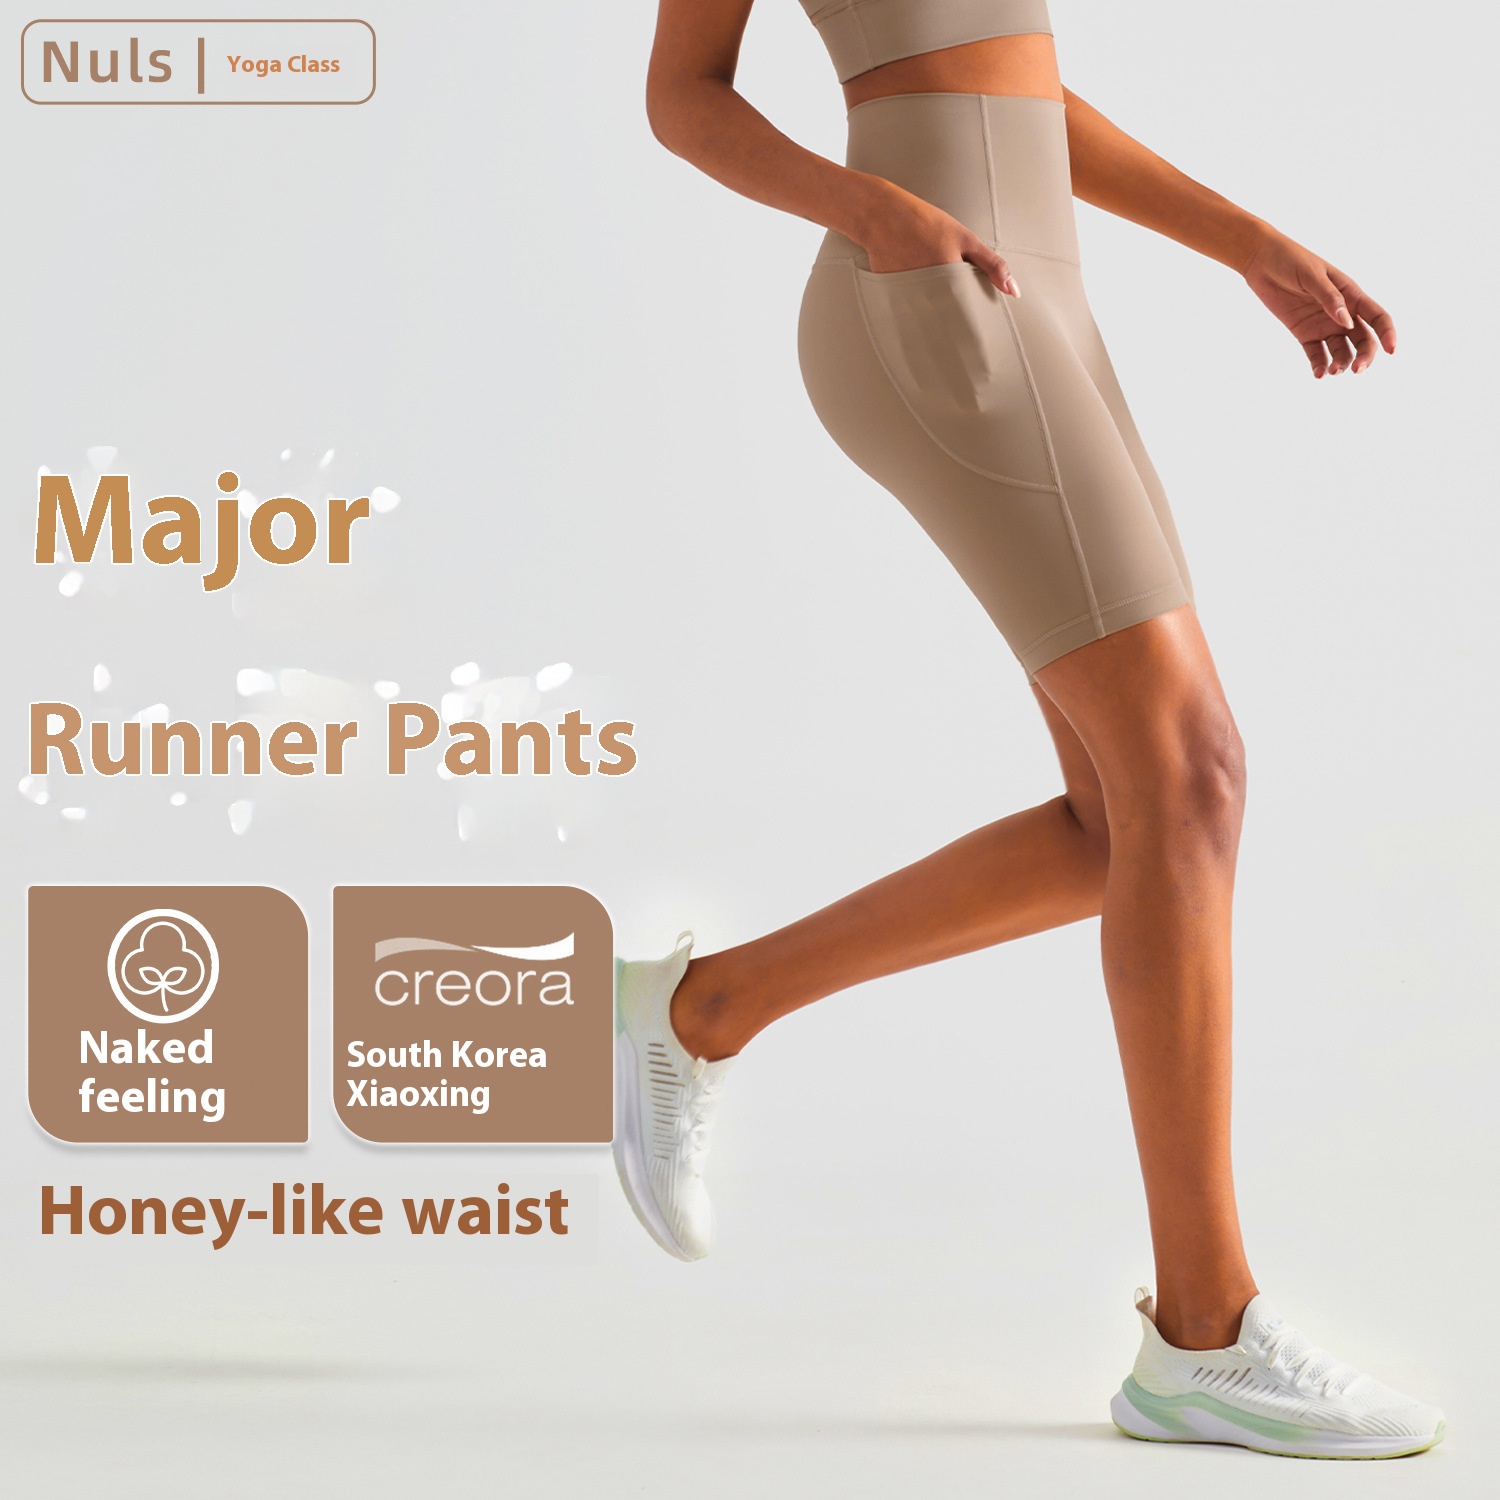 Nuls | Yoga Class
Major
Runner Pants
Naked
feeling
creora
South Korea
Xiaoxing
Honey-like waist